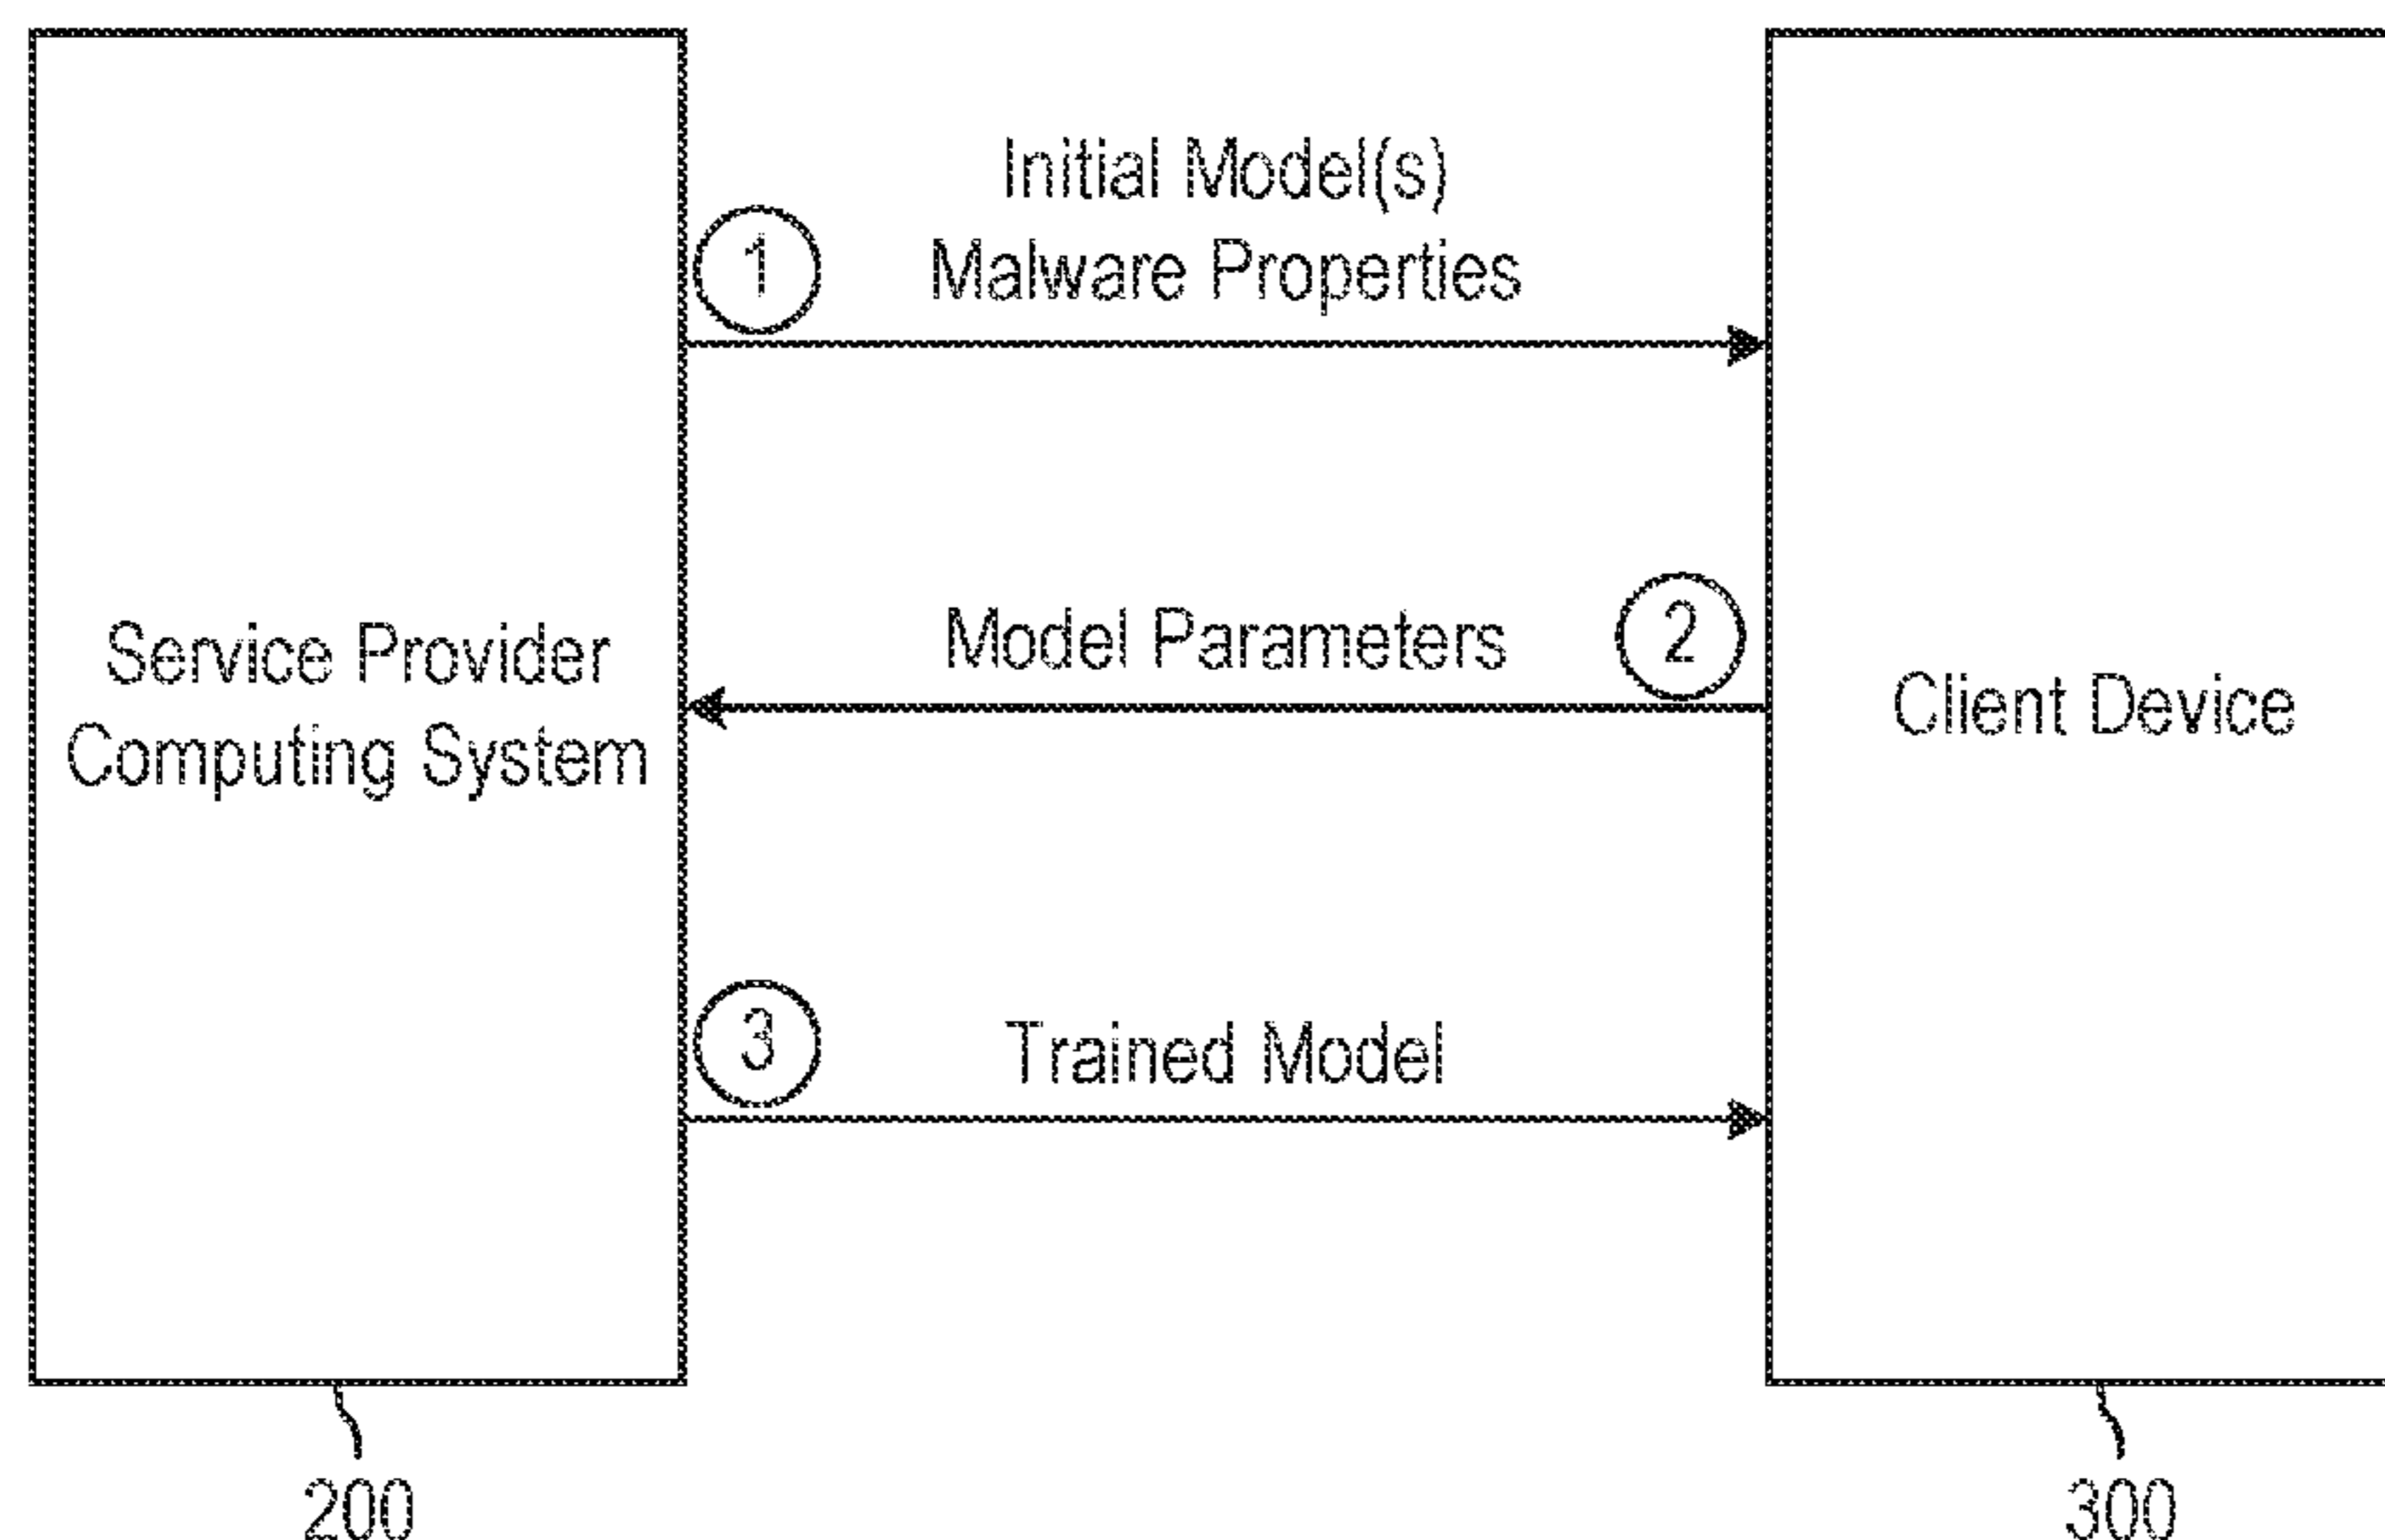 Initial Model(s)
1
Malware Properties
Service Provider
Computing System
Model Parameters
2
Client Device
3
Trained Model
200
300